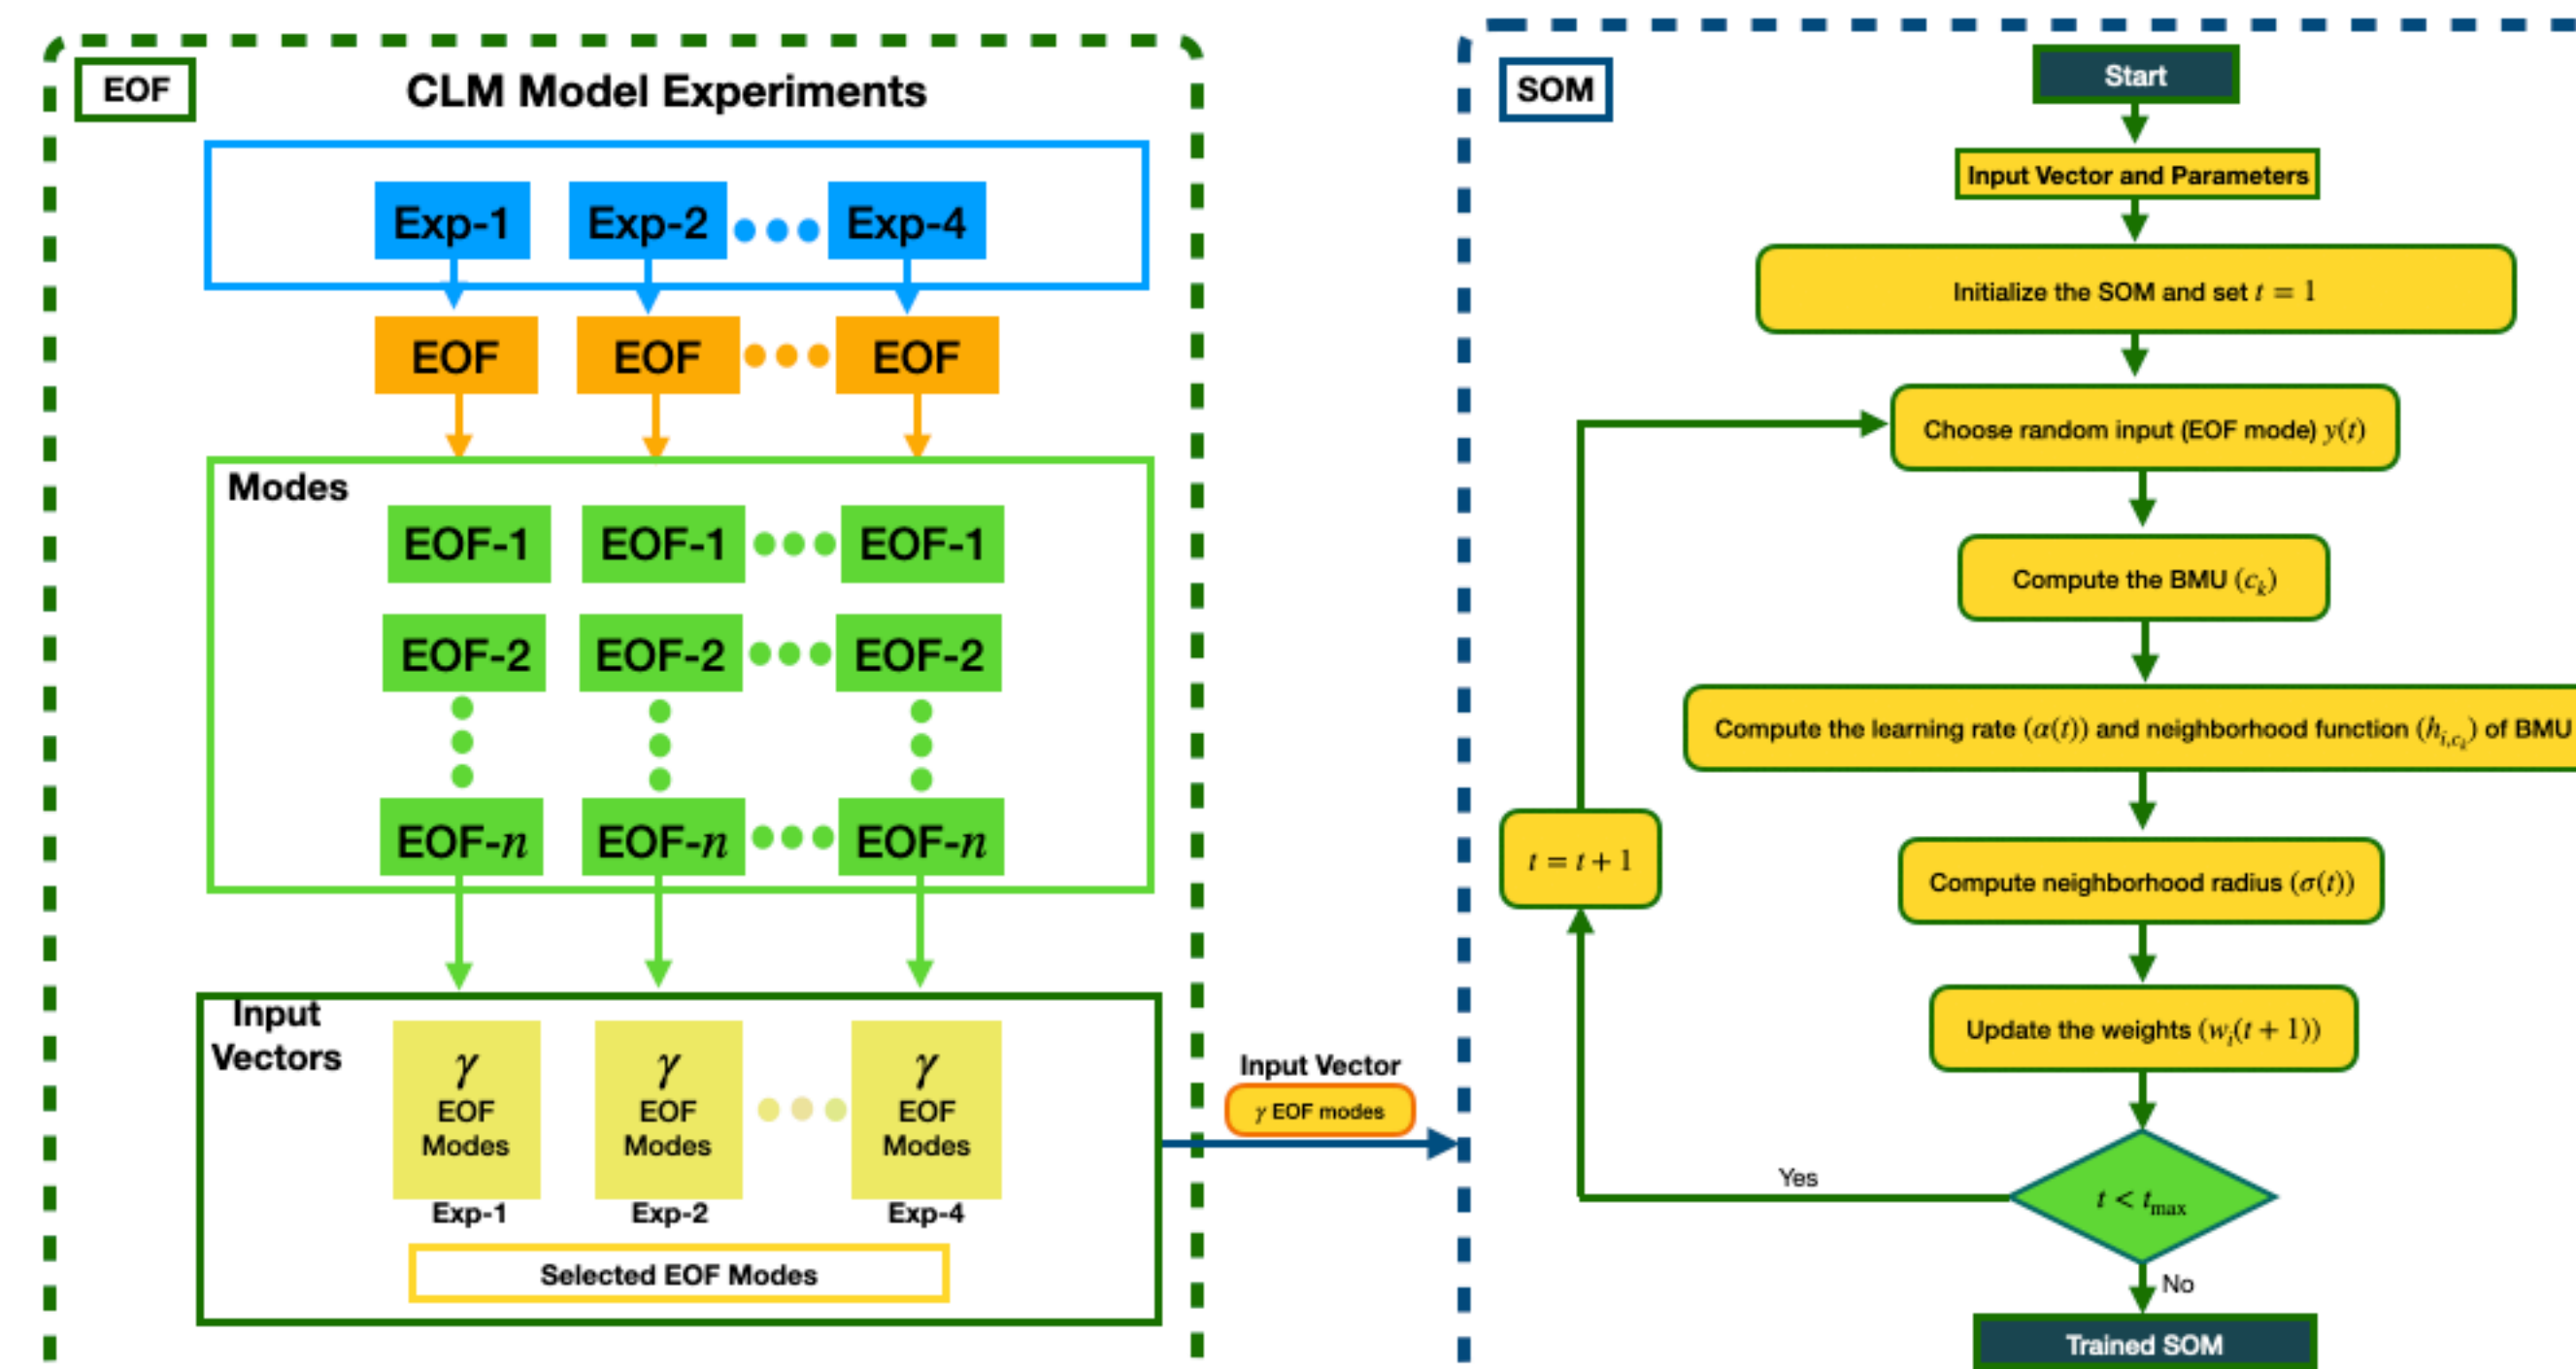 EOF
CLM Model Experiments
Exp-1 Exp-2 Exp-4
EOF EOF EOF
Modes
EOF-1 EOF-1 EOF-1
EOF-2 EOF-2 EOF-2
EOF-n EOF-n EOF-n
Input
Vectors
γ γ γ
EOF EOF EOF
Modes Modes Modes
Exp-1 Exp-2 Exp-4
Selected EOF Modes
Input Vector
γ EOF modes
SOM
Start
Input Vector and Parameters
Initialize the SOM and set t = 1
Choose random input (EOF mode) y(t)
Compute the BMU (c_k)
Compute the learning rate (α(t)) and neighborhood function (h_{i,c_k}) of BMU
t = t + 1
Compute neighborhood radius (σ(t))
Update the weights (w_i(t + 1))
Yes
t < t_max
No
Trained SOM